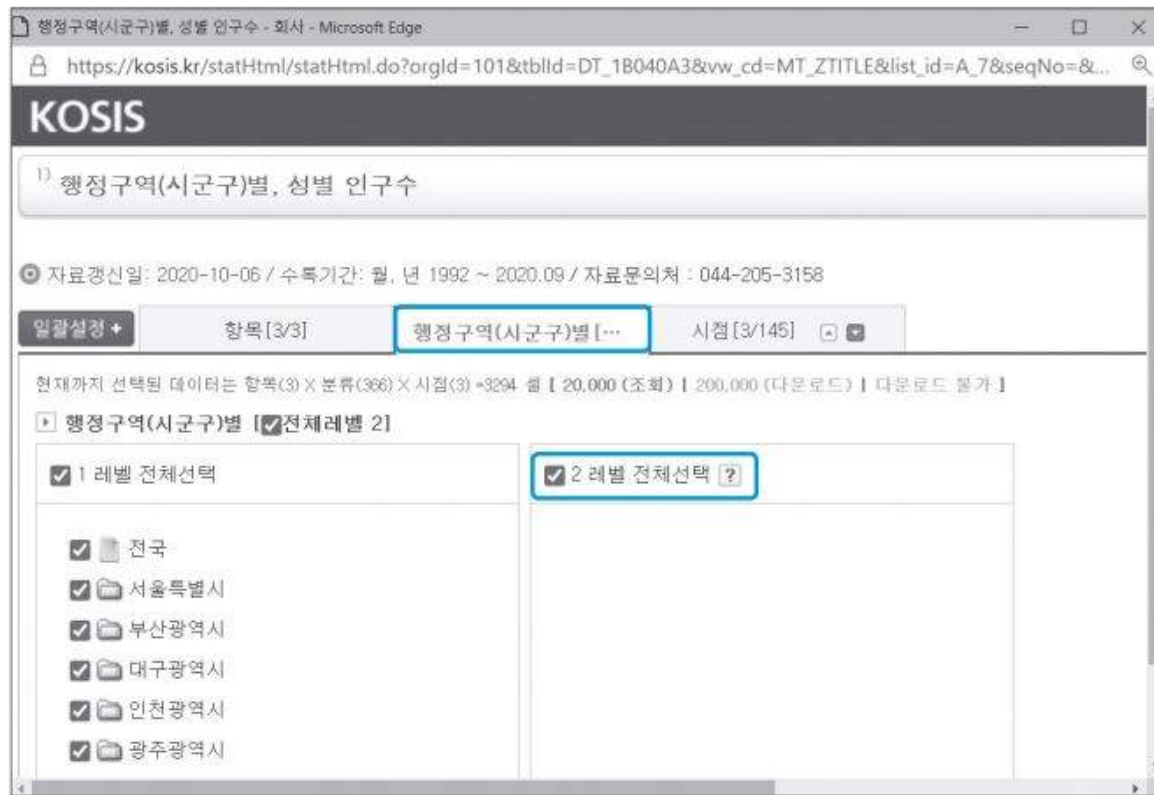 행정구역(시군구)별, 성별 인구수 - 회사 - Microsoft Edge
https://kosis.kr/statHtml/statHtml.do?orgId=101&tblId=DT_1B040A3&vw_cd=MT_ZTITLE&list_id=A_7&seqNo=&...
KOSIS
1) 행정구역(시군구)별, 성별 인구수
자료갱신일: 2020-10-06 / 수록기간: 월, 년 1992 ~ 2020.09 / 자료문의처 : 044-205-3158
일괄설정 + 항목[3/3] 행정구역(시군구)별 [… 시점[3/145]
현재까지 선택된 데이터는 항목(3) X 분류(366) X 시점(3) =3294 셀 [ 20,000 (조회) | 200,000 (다운로드) | 다운로드 불가 ]
행정구역(시군구)별 [전체레벨 2]
1 레벨 전체선택 2 레벨 전체선택 ?
전국
서울특별시
부산광역시
대구광역시
인천광역시
광주광역시